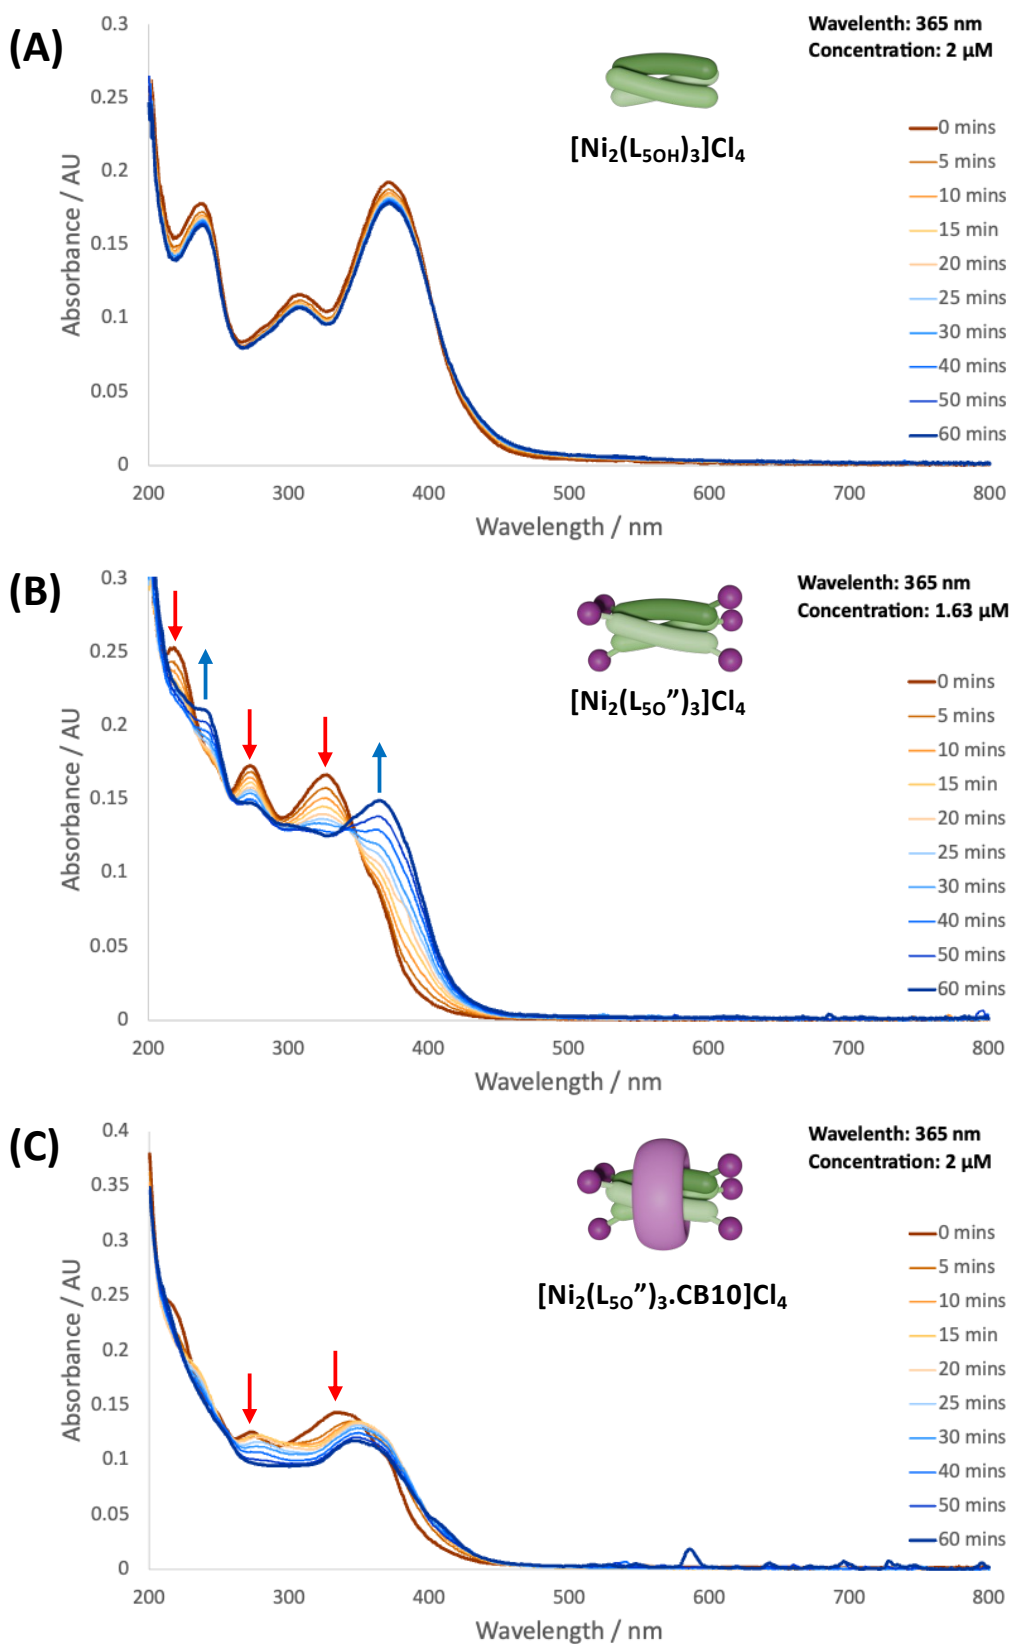 (A)
Wavelenth: 365 nm
Concentration: 2 µM
[Ni₂(L₅OH)₃]Cl₄
0.3
0.25
0.2
0.15
0.1
0.05
0
Absorbance / AU
200 300 400 500 600 700 800
Wavelength / nm
0 mins
5 mins
10 mins
15 min
20 mins
25 mins
30 mins
40 mins
50 mins
60 mins
(B)
Wavelenth: 365 nm
Concentration: 1.63 µM
[Ni₂(L₅O”)₃]Cl₄
0.3
0.25
0.2
0.15
0.1
0.05
0
Absorbance / AU
200 300 400 500 600 700 800
Wavelength / nm
0 mins
5 mins
10 mins
15 min
20 mins
25 mins
30 mins
40 mins
50 mins
60 mins
(C)
Wavelenth: 365 nm
Concentration: 2 µM
[Ni₂(L₅O”)₃.CB10]Cl₄
0.4
0.35
0.3
0.25
0.2
0.15
0.1
0.05
0
Absorbance / AU
200 300 400 500 600 700 800
Wavelength / nm
0 mins
5 mins
10 mins
15 min
20 mins
25 mins
30 mins
40 mins
50 mins
60 mins